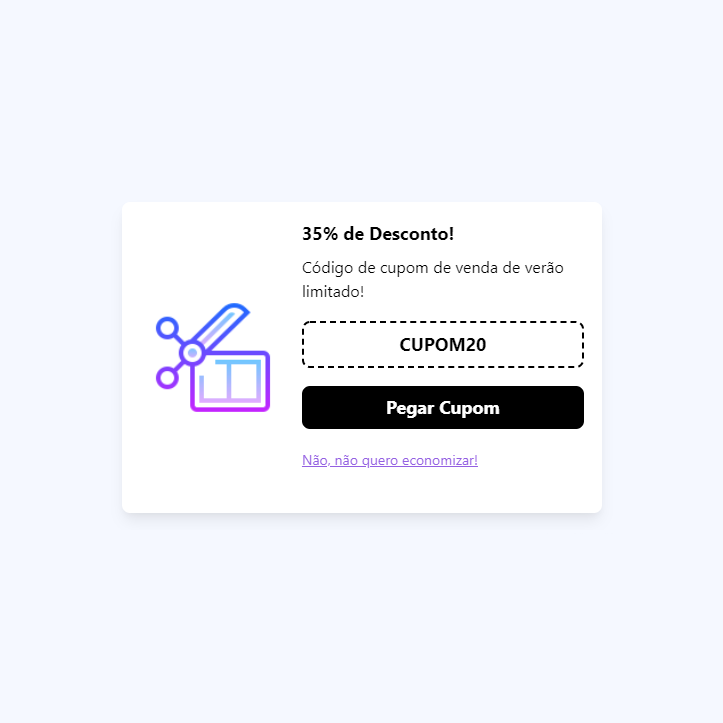 35% de Desconto!
Código de cupom de venda de verão
limitado!
CUPOM20
Pegar Cupom
Não, não quero economizar!